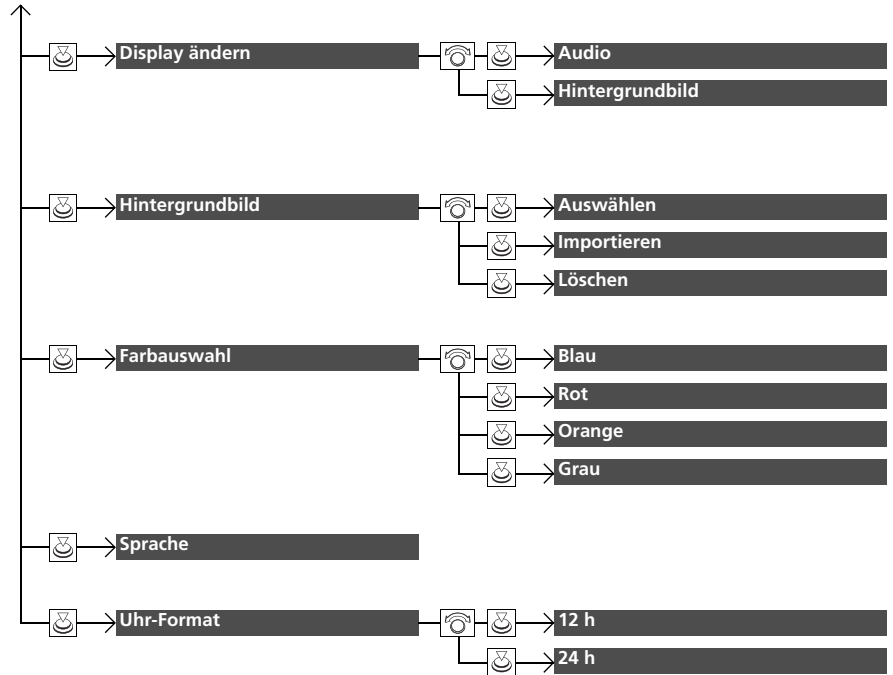 Display ändern
Audio
Hintergrundbild
Hintergrundbild
Auswählen
Importieren
Löschen
Farbauswahl
Blau
Rot
Orange
Grau
Sprache
Uhr-Format
12 h
24 h